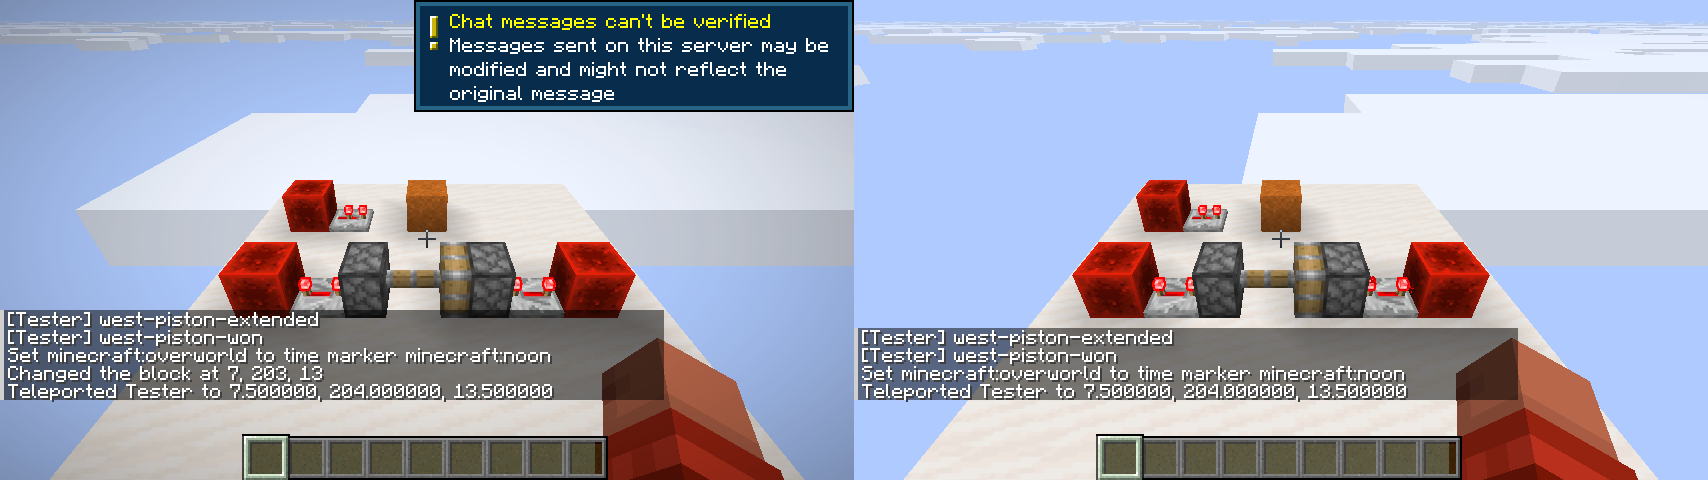 Chat messages can't be verified
Messages sent on this server may be
modified and might not reflect the
original message
[Tester] west-piston-extended
[Tester] west-piston-won
Set minecraft:overworld to time marker minecraft:noon
Changed the block at 7, 203, 13
Teleported Tester to 7.500000, 204.000000, 13.500000
[Tester] west-piston-extended
[Tester] west-piston-won
Set minecraft:overworld to time marker minecraft:noon
Teleported Tester to 7.500000, 204.000000, 13.500000